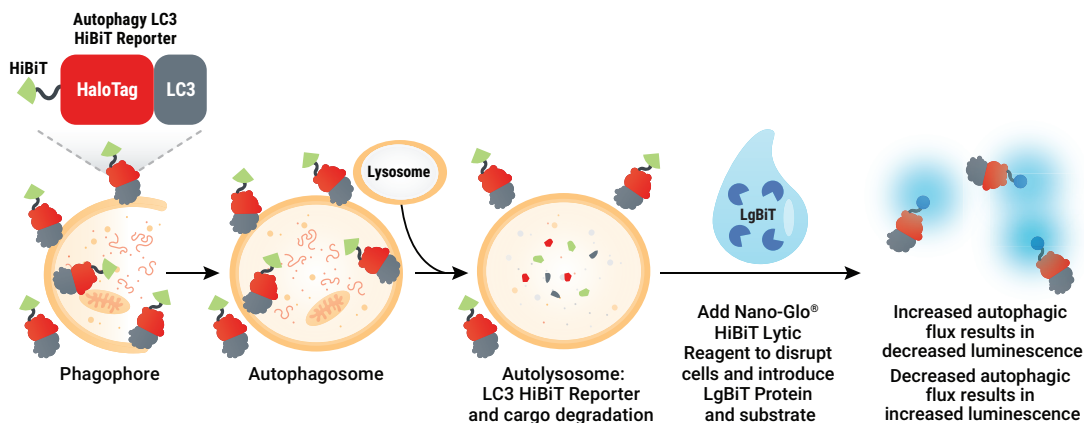 Autophagy LC3
HiBiT Reporter
HiBiT
HaloTag
LC3
Lysosome
LgBiT
Phagophore
Autophagosome
Autolysosome:
LC3 HiBiT Reporter
and cargo degradation
Add Nano-Glo®
HiBiT Lytic
Reagent to disrupt
cells and introduce
LgBiT Protein
and substrate
Increased autophagic
flux results in
decreased luminescence
Decreased autophagic
flux results in
increased luminescence